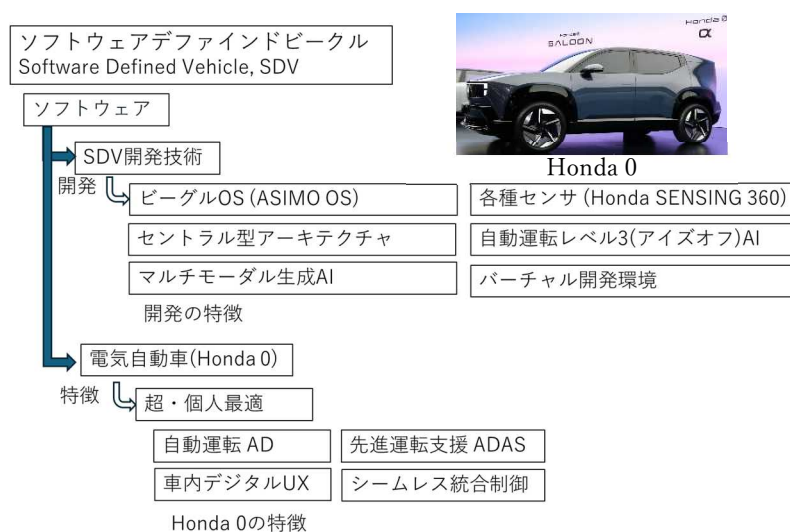 ソフトウェアデファインドビークル
Software Defined Vehicle, SDV
SALOON
Honda 0
α
Honda 0
ソフトウェア
SDV開発技術
開発
ビーグルOS (ASIMO OS)
各種センサ (Honda SENSING 360)
セントラル型アーキテクチャ
自動運転レベル3(アイズオフ)AI
マルチモーダル生成AI
バーチャル開発環境
開発の特徴
電気自動車(Honda 0)
特徴
超・個人最適
自動運転 AD
先進運転支援 ADAS
車内デジタルUX
シームレス統合制御
Honda 0の特徴